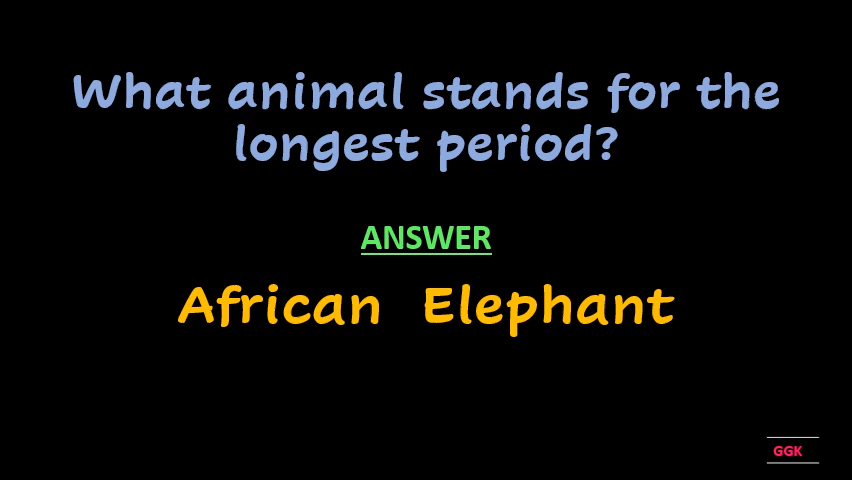 What animal stands for the
longest period?
ANSWER
African Elephant
GGK